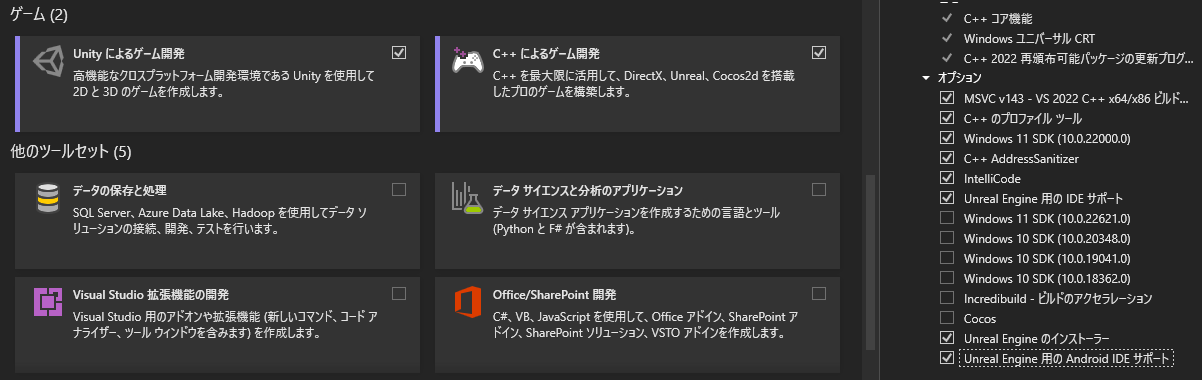 ゲーム (2)
Unity によるゲーム開発
高機能なクロスプラットフォーム開発環境である Unity を使用して
2D と 3D のゲームを作成します。
C++ によるゲーム開発
C++ を最大限に活用して、DirectX、Unreal、Cocos2d を搭載
したプロのゲームを構築します。
他のツールセット (5)
データの保存と処理
SQL Server、Azure Data Lake、Hadoop を使用してデータ ソ
リューションの接続、開発、テストを行います。
データ サイエンスと分析のアプリケーション
データ サイエンス アプリケーションを作成するための言語とツール
(Python と F# が含まれます)。
Visual Studio 拡張機能の開発
Visual Studio 用のアドオンや拡張機能 (新しいコマンド、コード ア
ナライザー、ツール ウィンドウを含みます) を作成します。
Office/SharePoint 開発
C#、VB、JavaScript を使用して、Office アドイン、SharePoint ア
ドイン、SharePoint ソリューション、VSTO アドインを作成します。
C++ コア機能
Windows ユニバーサル CRT
C++ 2022 再頒布可能パッケージの更新プログ...
オプション
MSVC v143 - VS 2022 C++ x64/x86 ビルド...
C++ のプロファイル ツール
Windows 11 SDK (10.0.22000.0)
C++ AddressSanitizer
IntelliCode
Unreal Engine 用の IDE サポート
Windows 11 SDK (10.0.22621.0)
Windows 10 SDK (10.0.20348.0)
Windows 10 SDK (10.0.19041.0)
Windows 10 SDK (10.0.18362.0)
Incredibuild - ビルドのアクセラレーション
Cocos
Unreal Engine のインストーラー
Unreal Engine 用の Android IDE サポート